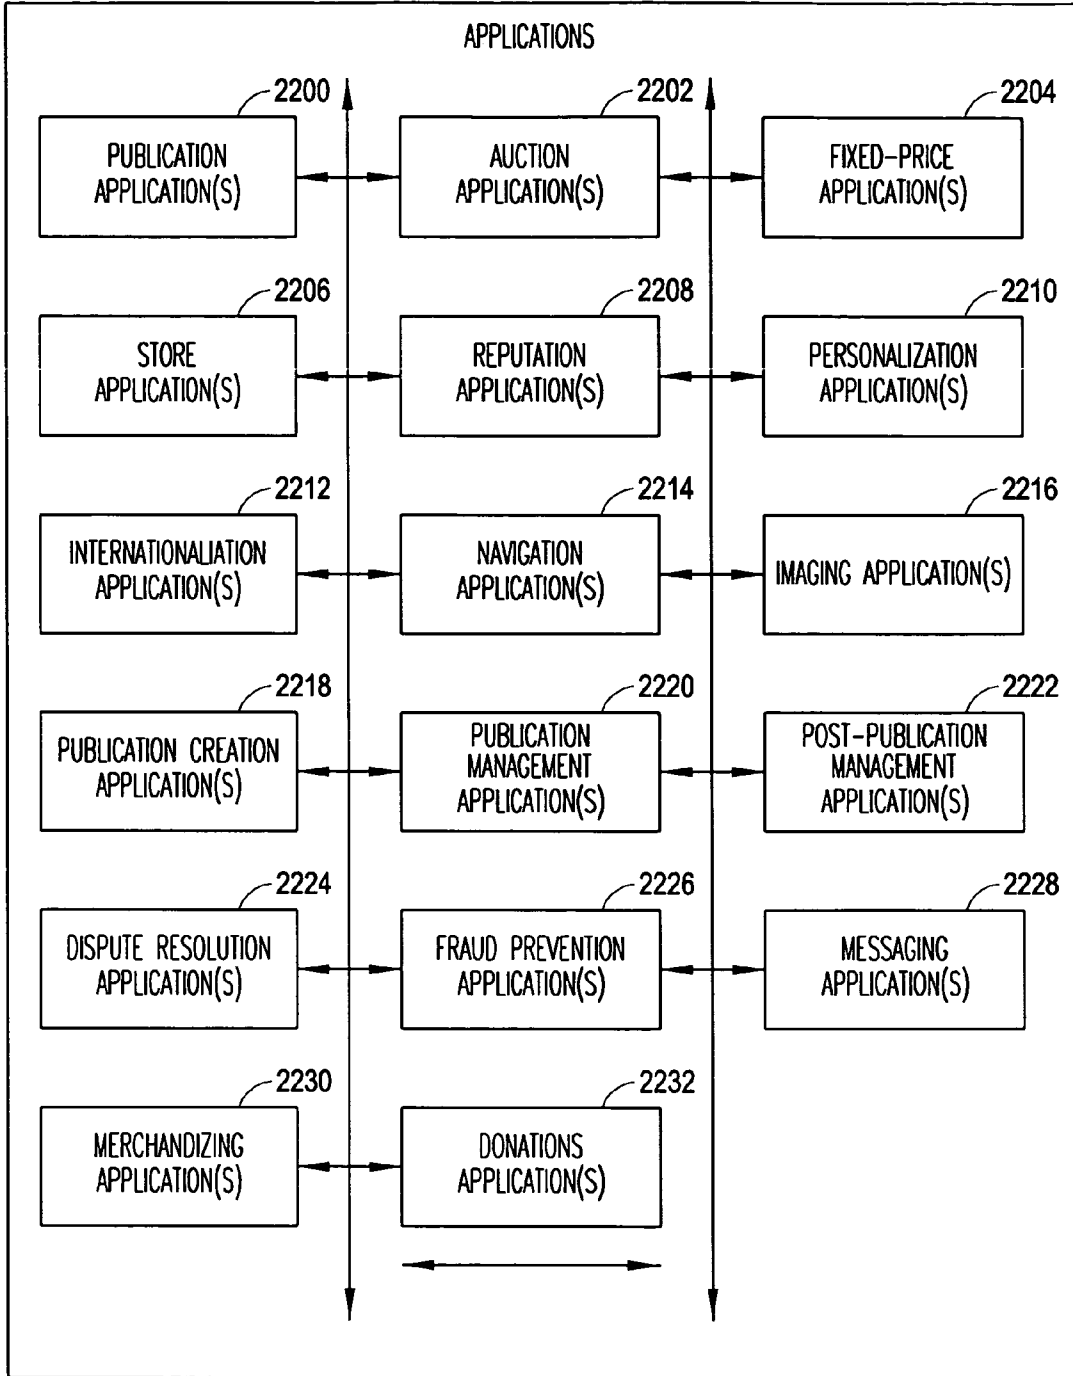 APPLICATIONS
2200
PUBLICATION
APPLICATION(S)
2202
AUCTION
APPLICATION(S)
2204
FIXED-PRICE
APPLICATION(S)
2206
STORE
APPLICATION(S)
2208
REPUTATION
APPLICATION(S)
2210
PERSONALIZATION
APPLICATION(S)
2212
INTERNATIONALIATION
APPLICATION(S)
2214
NAVIGATION
APPLICATION(S)
2216
IMAGING APPLICATION(S)
2218
PUBLICATION CREATION
APPLICATION(S)
2220
PUBLICATION
MANAGEMENT
APPLICATION(S)
2222
POST-PUBLICATION
MANAGEMENT
APPLICATION(S)
2224
DISPUTE RESOLUTION
APPLICATION(S)
2226
FRAUD PREVENTION
APPLICATION(S)
2228
MESSAGING
APPLICATION(S)
2230
MERCHANDIZING
APPLICATION(S)
2232
DONATIONS
APPLICATION(S)